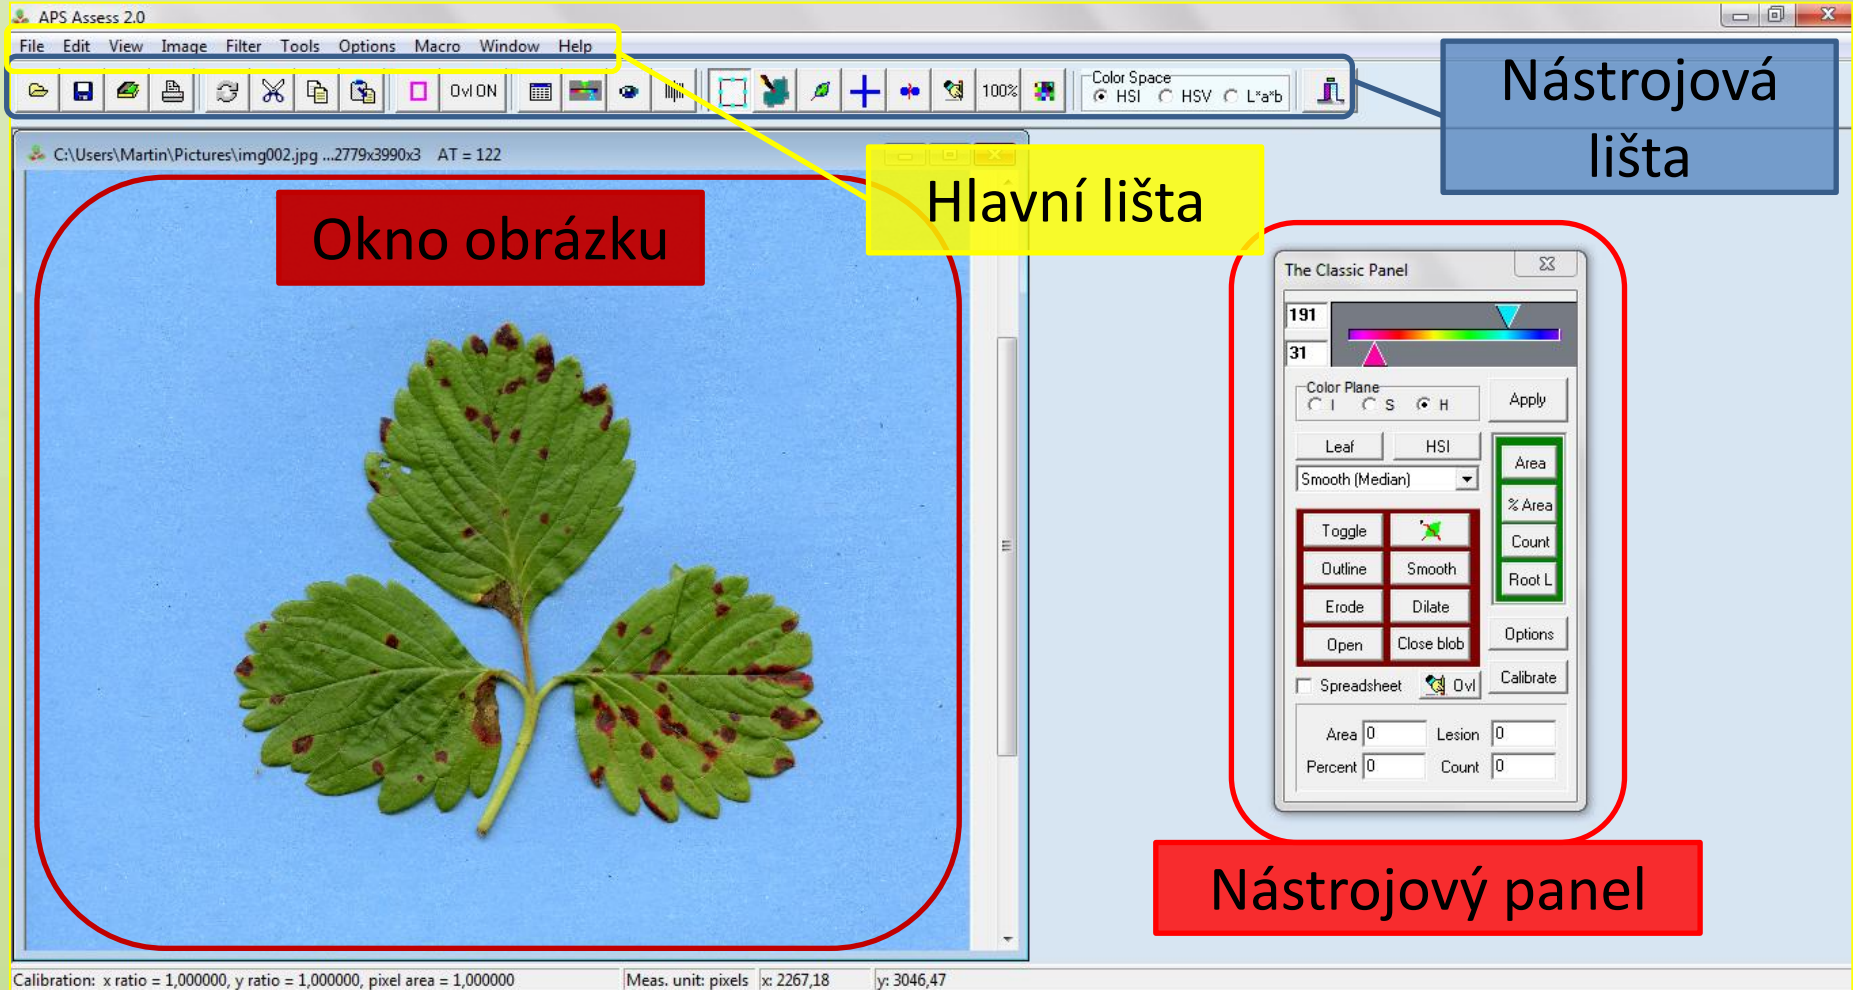 APS Assess 2.0
File Edit View Image Filter Tools Options Macro Window Help
Ovl ON 100% Color Space HSI HSV L*a*b
Nástrojová
lišta
C:\Users\Martin\Pictures\img002.jpg ...2779x3990x3 AT = 122
Hlavní lišta
Okno obrázku
The Classic Panel
191
31
Color Plane
I S H Apply
Leaf HSI
Area
Smooth (Median)
% Area
Toggle
Count
Outline Smooth
Root L
Erode Dilate
Options
Open Close blob
Calibrate
Spreadsheet Ovl
Area 0 Lesion 0
Percent 0 Count 0
Nástrojový panel
Calibration: x ratio = 1,000000, y ratio = 1,000000, pixel area = 1,000000 Meas. unit: pixels x: 2267,18 y: 3046,47